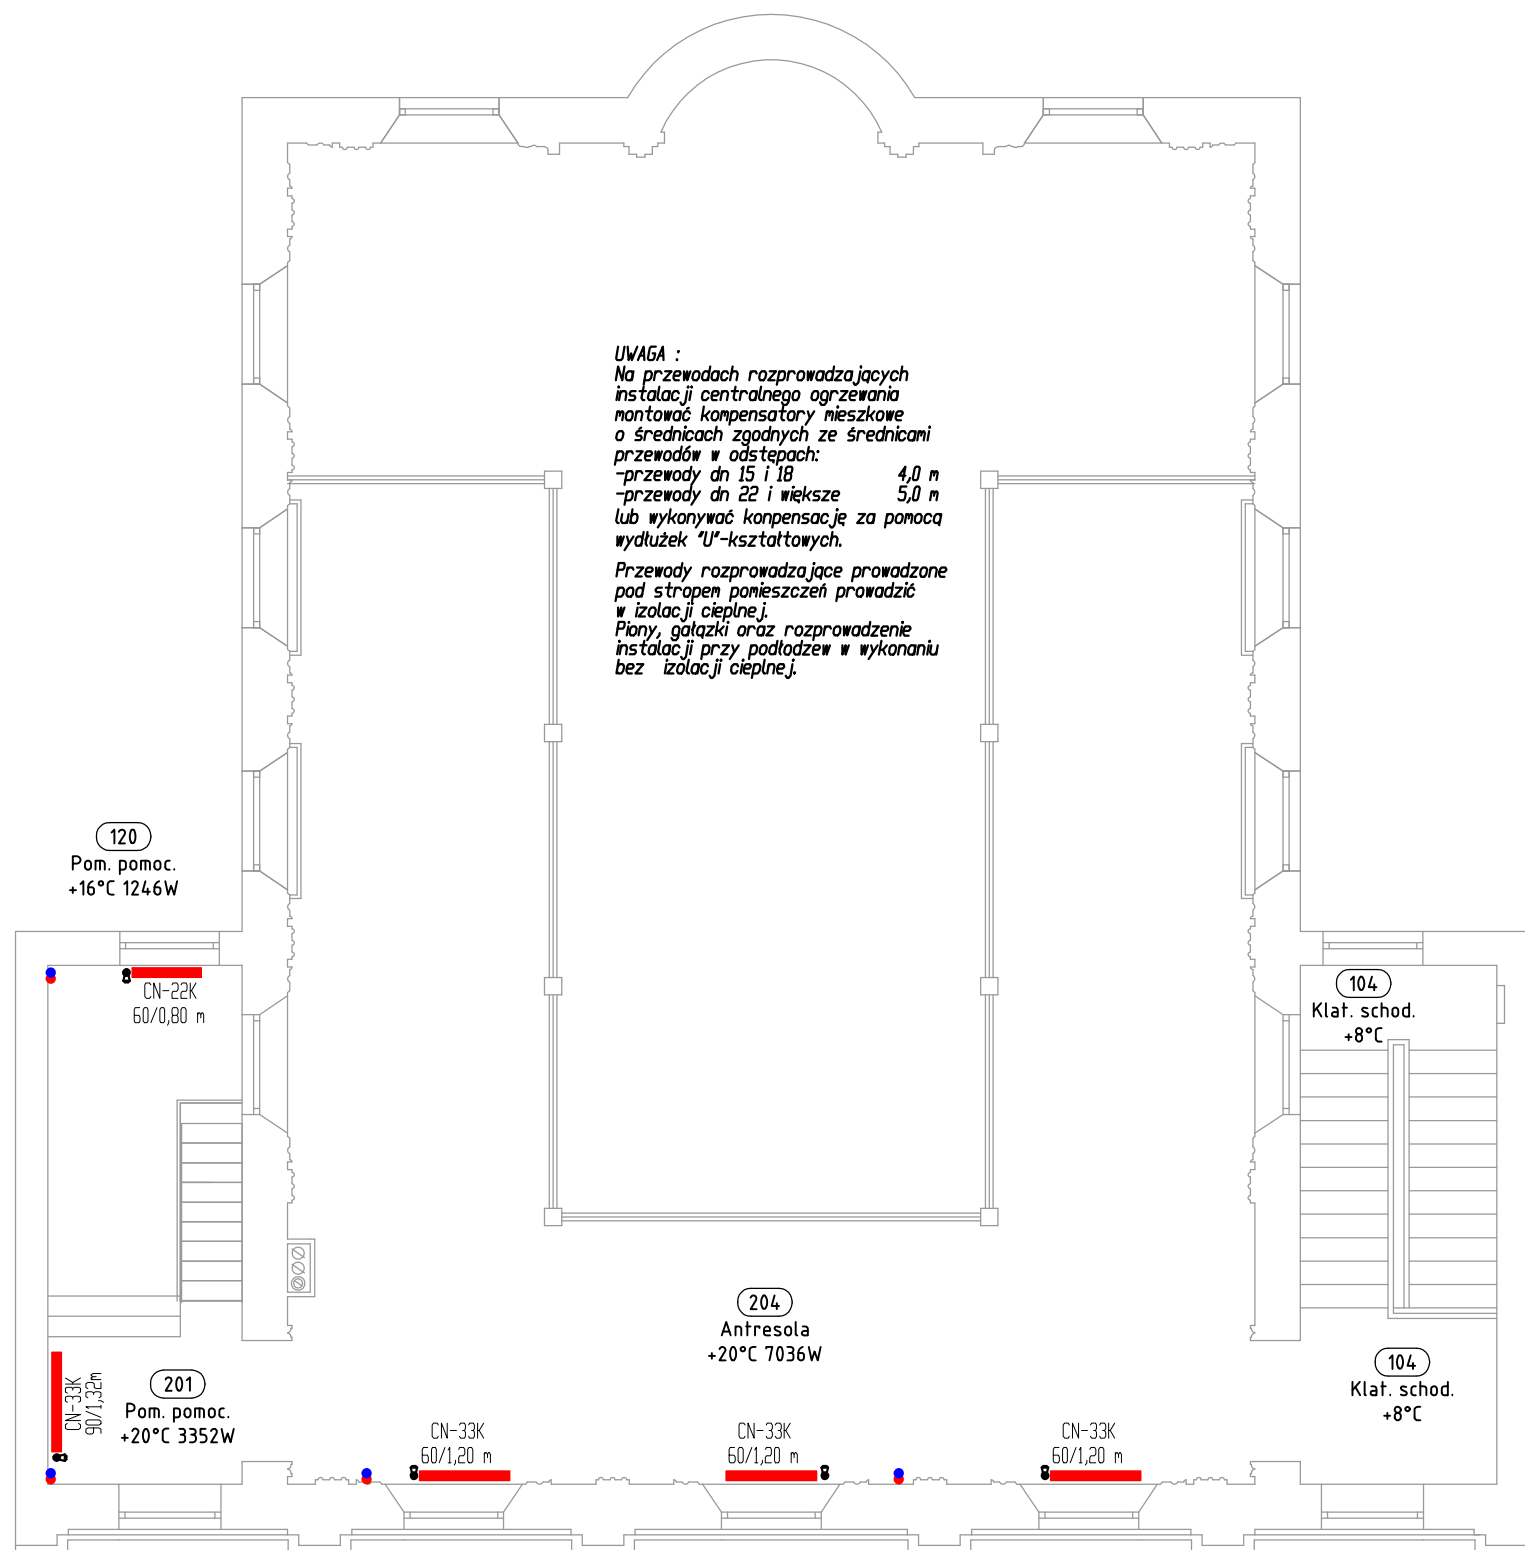 UWAGA :
Na przewodach rozprowadzających
instalacji centralnego ogrzewania
montować kompensatory mieszkowe
o średnicach zgodnych ze średnicami
przewodów w odstępach:
-przewody dn 15 i 18 4,0 m
-przewody dn 22 i większe 5,0 m
lub wykonywać konpensację za pomocą
wydłużek "U"-kształtowych.
Przewody rozprowadzające prowadzone
pod stropem pomieszczeń prowadzić
w izolacji cieplnej.
Piony, gałązki oraz rozprowadzenie
instalacji przy podłodzew w wykonaniu
bez izolacji cieplnej.
120
Pom. pomoc.
+16°C 1246W
CN-22K
60/0,80 m
104
Klat. schod.
+8°C
204
Antresola
+20°C 7036W
CN-33K
90/1,32m
201
Pom. pomoc.
+20°C 3352W
104
Klat. schod.
+8°C
CN-33K
60/1,20 m
CN-33K
60/1,20 m
CN-33K
60/1,20 m